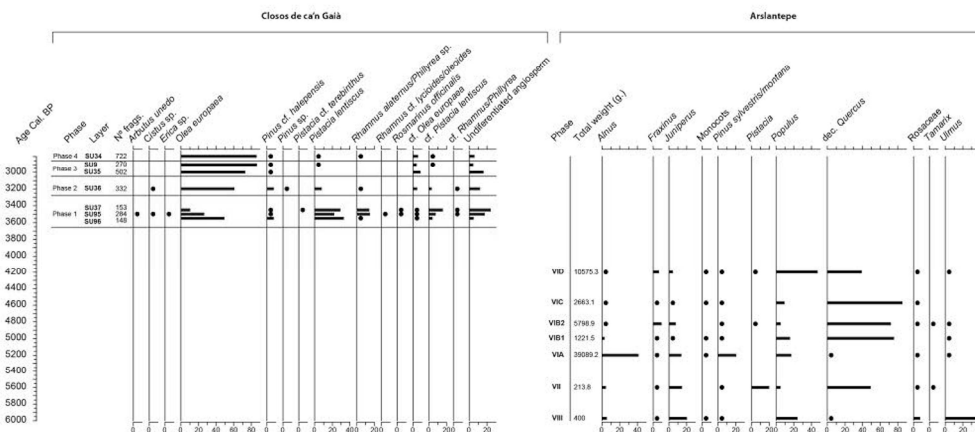 Closos de ca'n Gaià
Arslantepe
Age Cal. BP
Phase
Layer
Nº frags.
Arbutus unedo
Cistus sp.
Erica sp.
Olea europaea
Pinus cf. halepensis
Pinus sp.
Pistacia cf. terebinthus
Pistacia lentiscus
Rhamnus alaternus/Phillyrea sp.
Rhamnus cf. lycioides/oleoides
Rosmarinus officinalis
cf. Olea europaea
cf. Pistacia lentiscus
cf. Rhamnus/Phillyrea
Undifferentiated angiosperm
Phase
Total weight (g.)
Alnus
Fraxinus
Juniperus
Monocots
Pinus sylvestris/montana
Pistacia
Populus
dec. Quercus
Rosaceae
Tamarix
Ulmus
Phase 4 SU34 722
Phase 3 SU9 270
SU35 502
Phase 2 SU36 332
Phase 1 SU37 153
SU95 284
SU96 148
3000
3200
3400
3600
3800
4000
4200
4400
4600
4800
5000
5200
5400
5600
5800
6000
VID 10575.3
VIC 2663.1
VIB2 5798.9
VIB1 1221.5
VIA 39089.2
VII 213.8
VIII 400